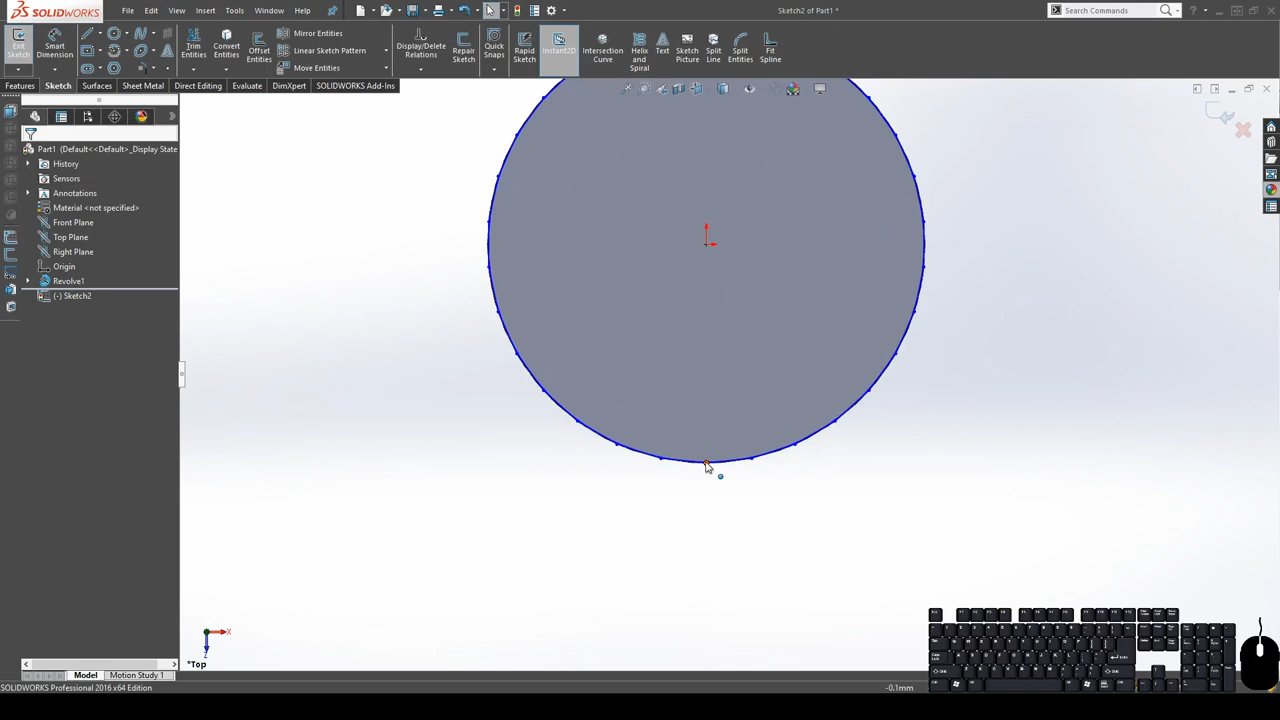 SOLIDWORKS
File Edit View Insert Tools Window Help
Sketch2 of Part1 *
Search Commands
Exit Sketch
Smart Dimension
Trim Entities
Convert Entities
Offset Entities
Mirror Entities
Linear Sketch Pattern
Move Entities
Display/Delete Relations
Repair Sketch
Quick Snaps
Rapid Sketch
Instant2D
Intersection Curve
Helix and Spiral
Text
Sketch Picture
Split Line
Split Entities
Fit Spline
Features Sketch Surfaces Sheet Metal Direct Editing Evaluate DimXpert SOLIDWORKS Add-Ins
Part1 (Default<<Default>_Display State
History
Sensors
Annotations
Material <not specified>
Front Plane
Top Plane
Right Plane
Origin
Revolve1
(-) Sketch2
X
Z
*Top
Model Motion Study 1
SOLIDWORKS Professional 2016 x64 Edition
-0.1mm